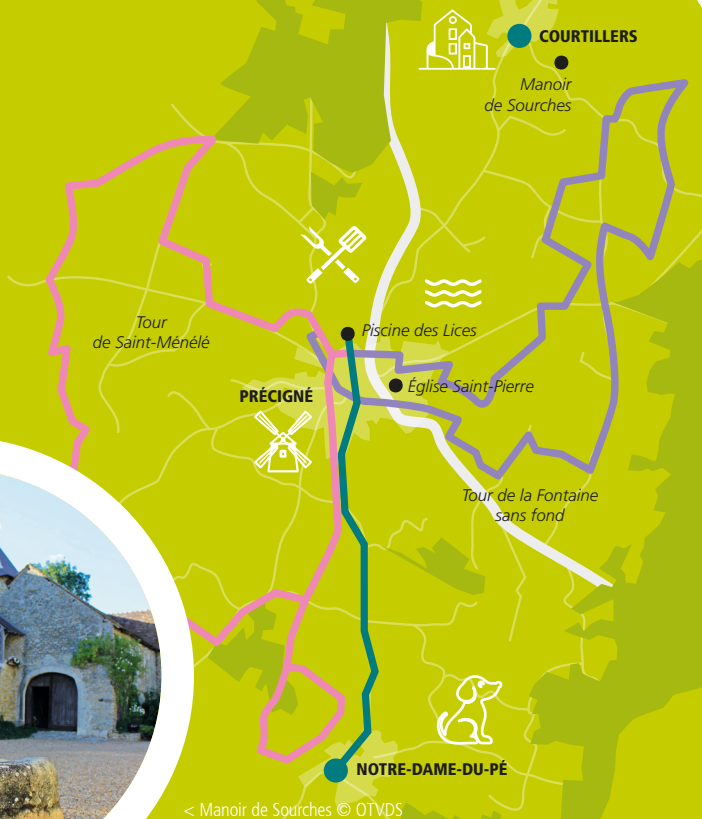 COURTILLERS
Manoir
de Sourches
Tour
de Saint-Ménélé
Piscine des Lices
Église Saint-Pierre
PRÉCIGNÉ
Tour de la Fontaine
sans fond
NOTRE-DAME-DU-PÉ
< Manoir de Sourches © OTVDS